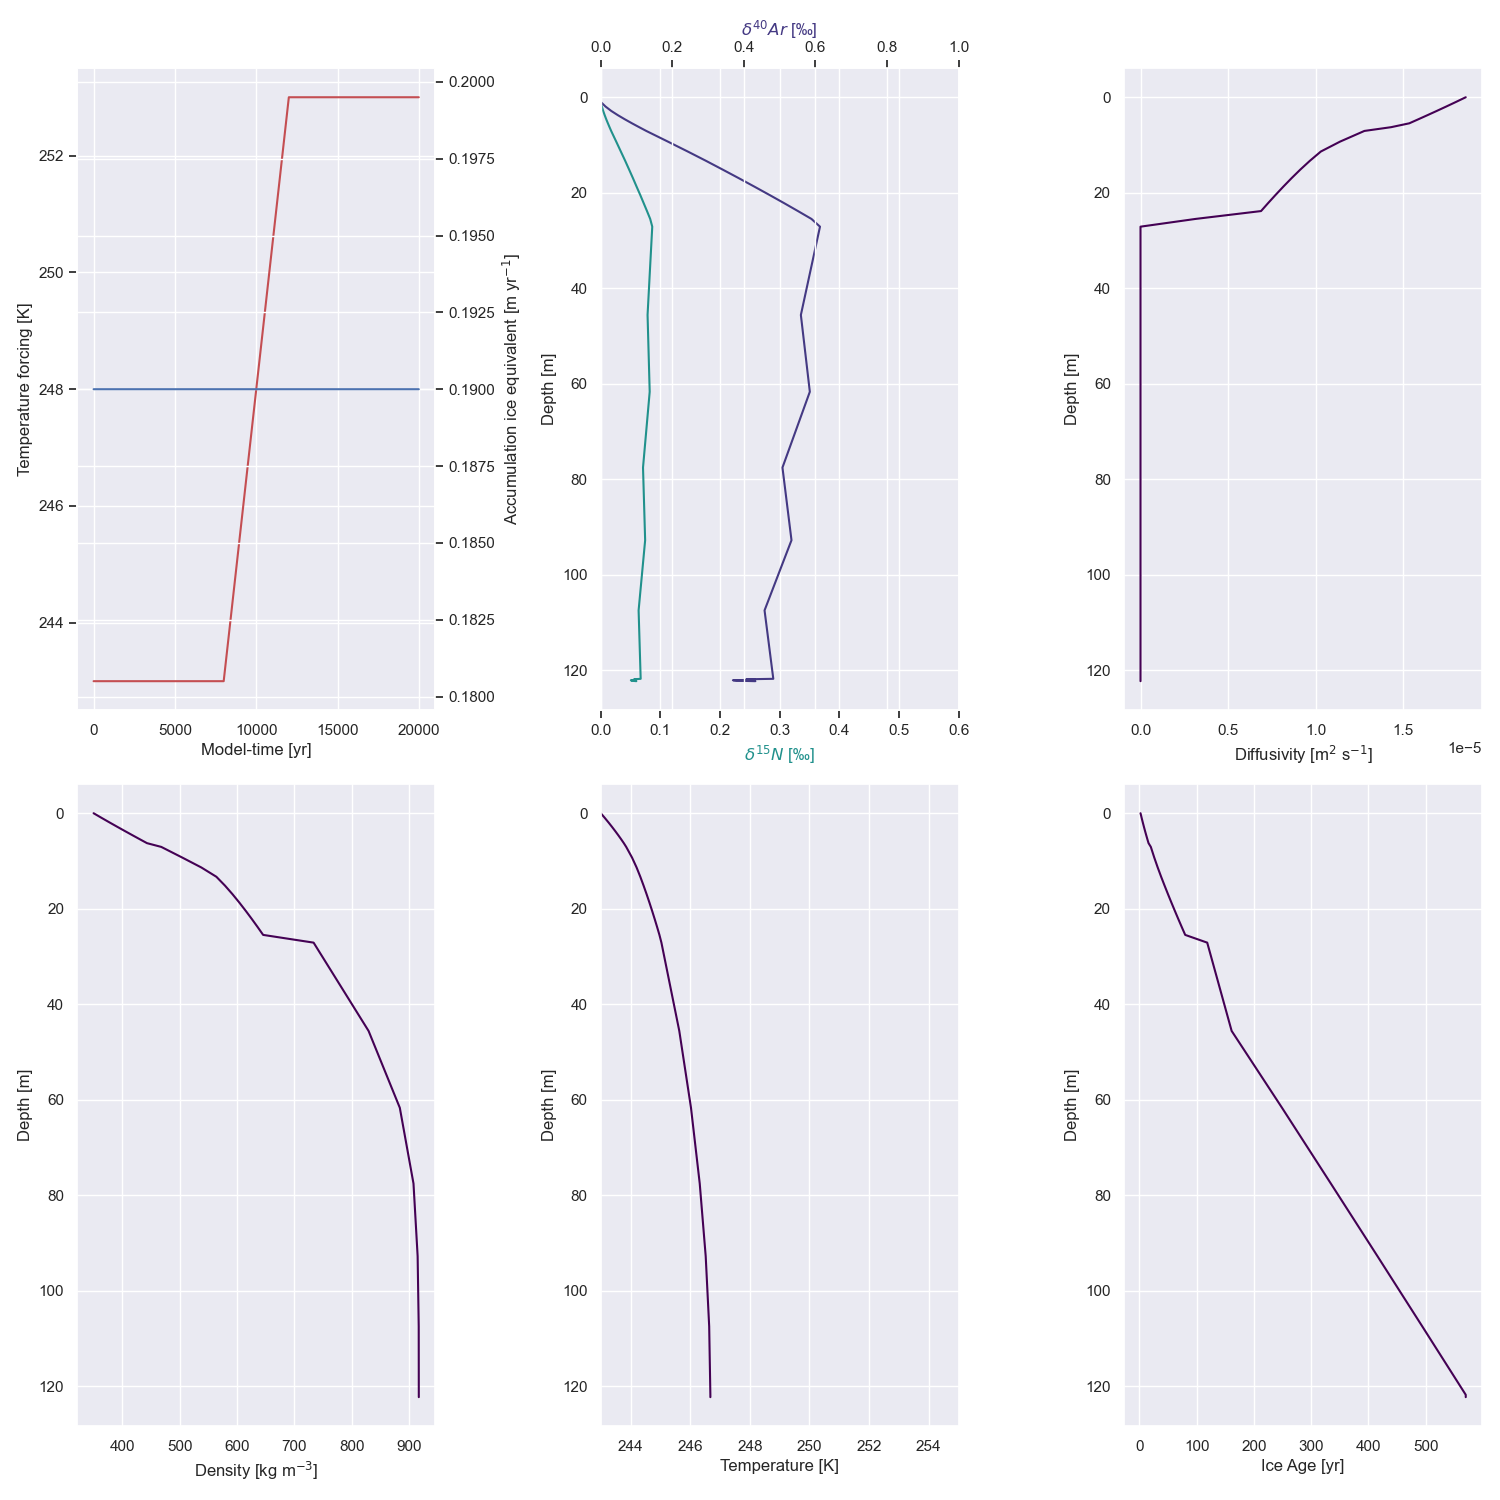 Temperature forcing [K]
252
250
248
246
244
0.2000
0.1975
0.1950
0.1925
0.1900
0.1875
0.1850
0.1825
0.1800
Accumulation ice equivalent [m yr⁻¹]
0 5000 10000 15000 20000
Model-time [yr]
δ⁴⁰Ar [‰]
0.0 0.2 0.4 0.6 0.8 1.0
Depth [m]
0
20
40
60
80
100
120
0.0 0.1 0.2 0.3 0.4 0.5 0.6
δ¹⁵N [‰]
Depth [m]
0
20
40
60
80
100
120
0.0 0.5 1.0 1.5
1e−5
Diffusivity [m² s⁻¹]
Depth [m]
0
20
40
60
80
100
120
400 500 600 700 800 900
Density [kg m⁻³]
Depth [m]
0
20
40
60
80
100
120
244 246 248 250 252 254
Temperature [K]
Depth [m]
0
20
40
60
80
100
120
0 100 200 300 400 500
Ice Age [yr]